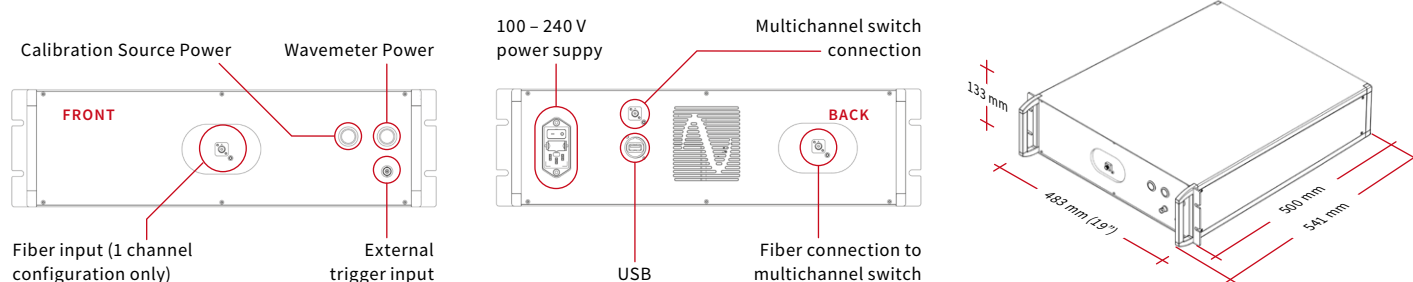 Calibration Source Power
Wavemeter Power
FRONT
Fiber input (1 channel
configuration only)
External
trigger input
100 – 240 V
power suppy
Multichannel switch
connection
BACK
USB
Fiber connection to
multichannel switch
133 mm
483 mm (19”)
500 mm
541 mm